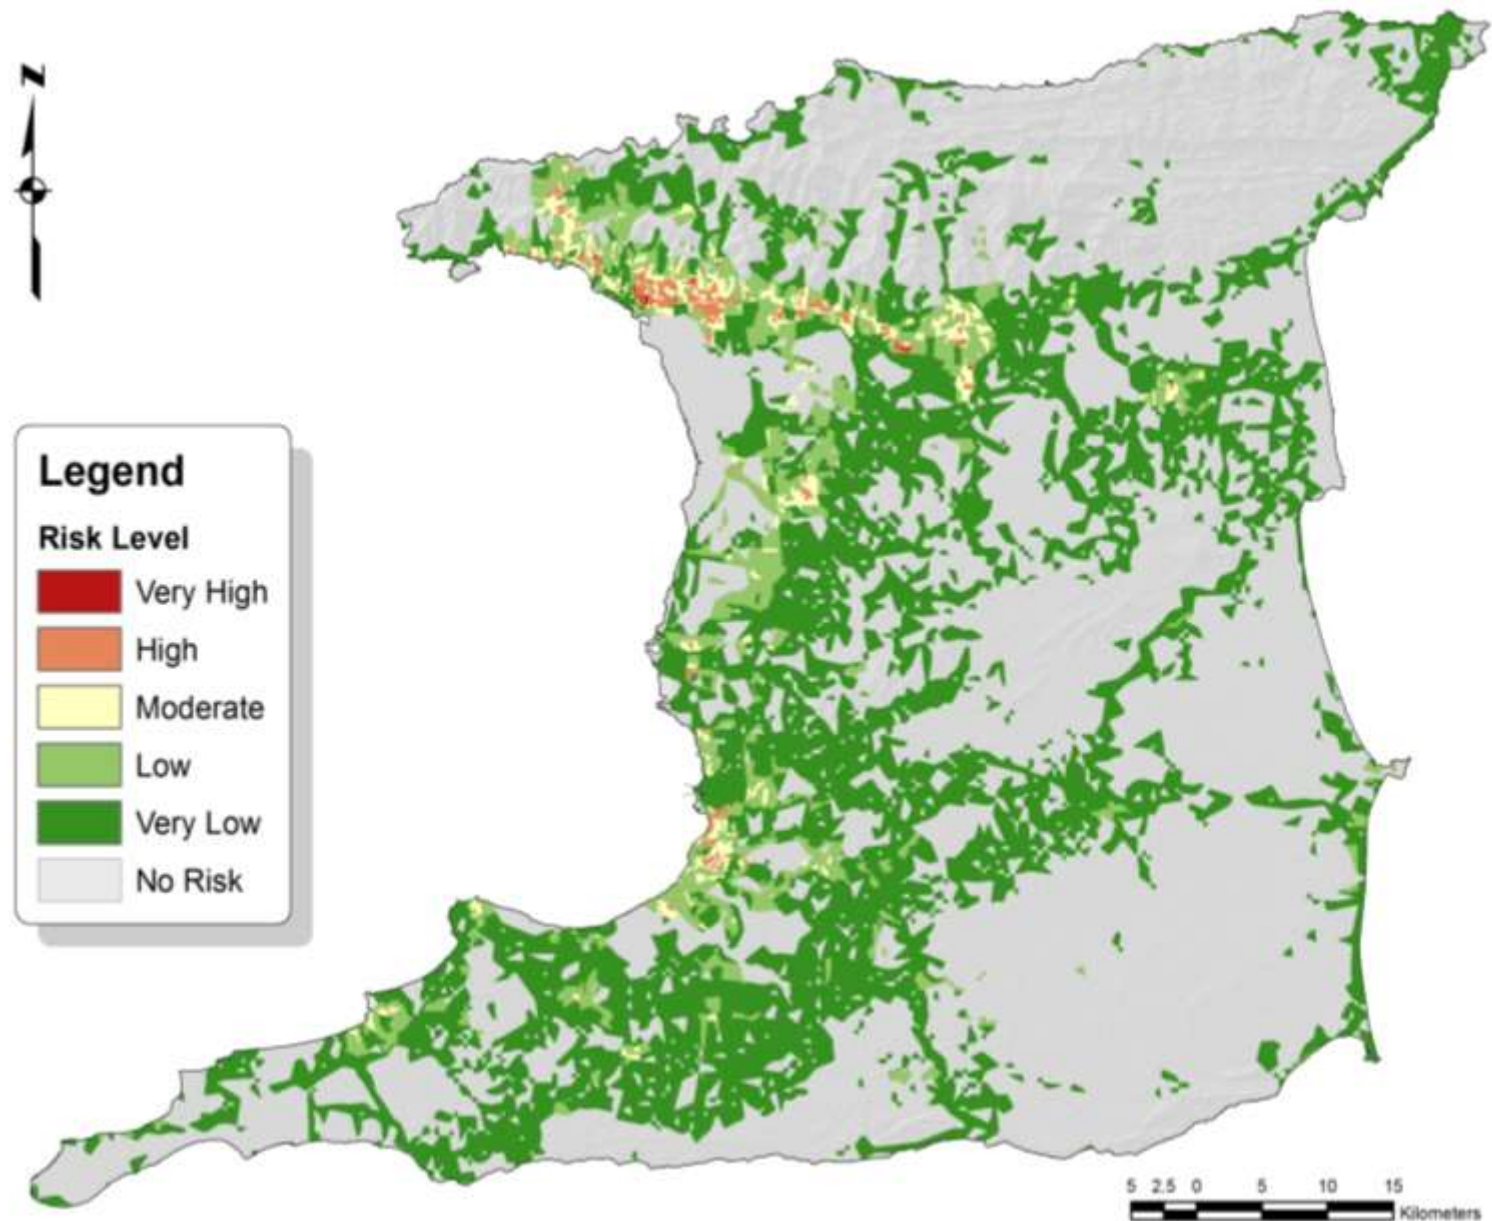 N
Legend
Risk Level
Very High
High
Moderate
Low
Very Low
No Risk
5 2.5 0 5 10 15
Kilometers